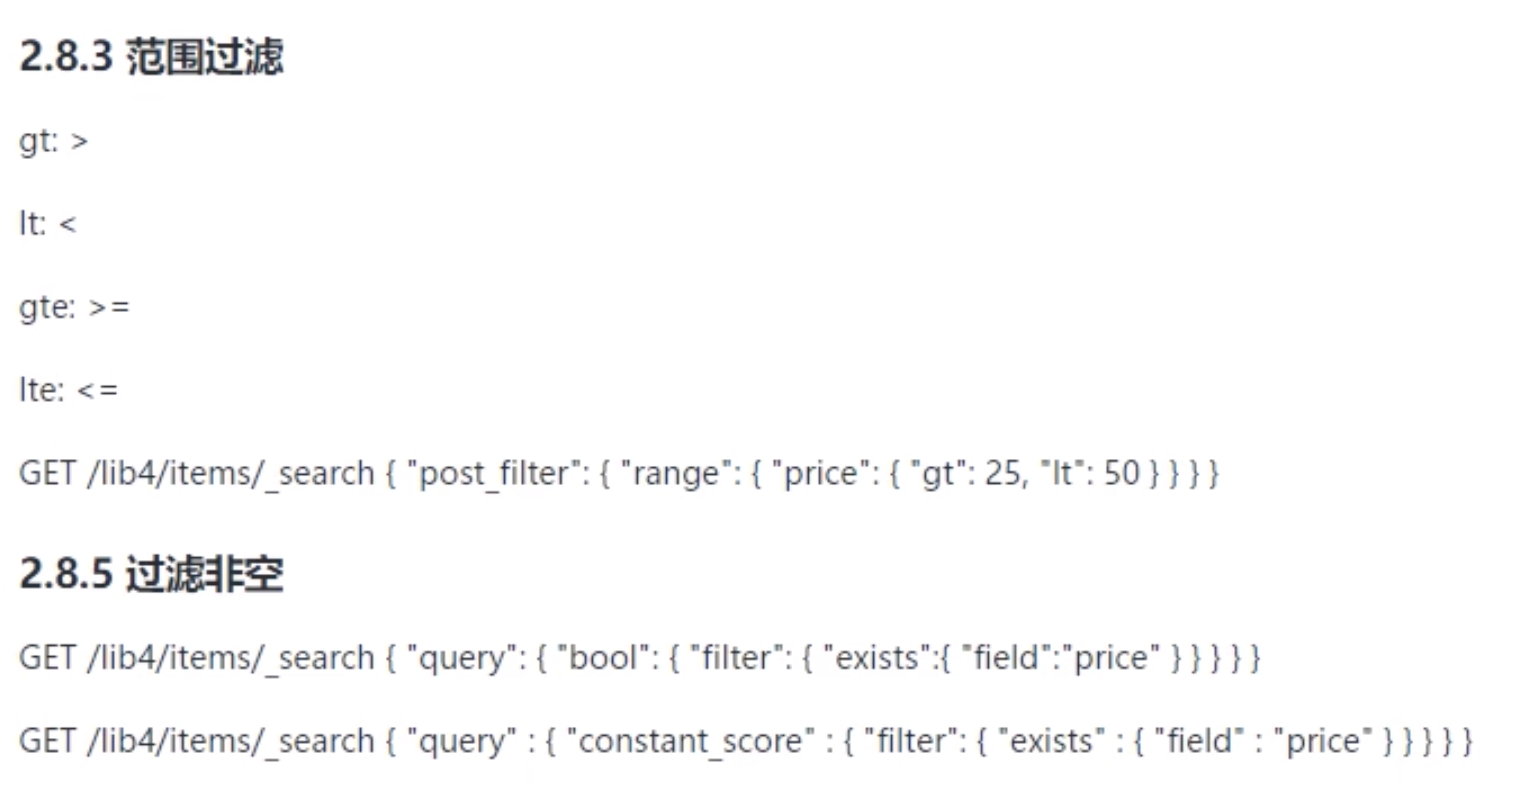 2.8.3 范围过滤
gt: >
lt: <
gte: >=
lte: <=
GET /lib4/items/_search { "post_filter": { "range": { "price": { "gt": 25, "lt": 50 } } } }
2.8.5 过滤非空
GET /lib4/items/_search { "query": { "bool": { "filter": { "exists":{ "field":"price" } } } } }
GET /lib4/items/_search { "query" : { "constant_score" : { "filter": { "exists" : { "field" : "price" } } } } }